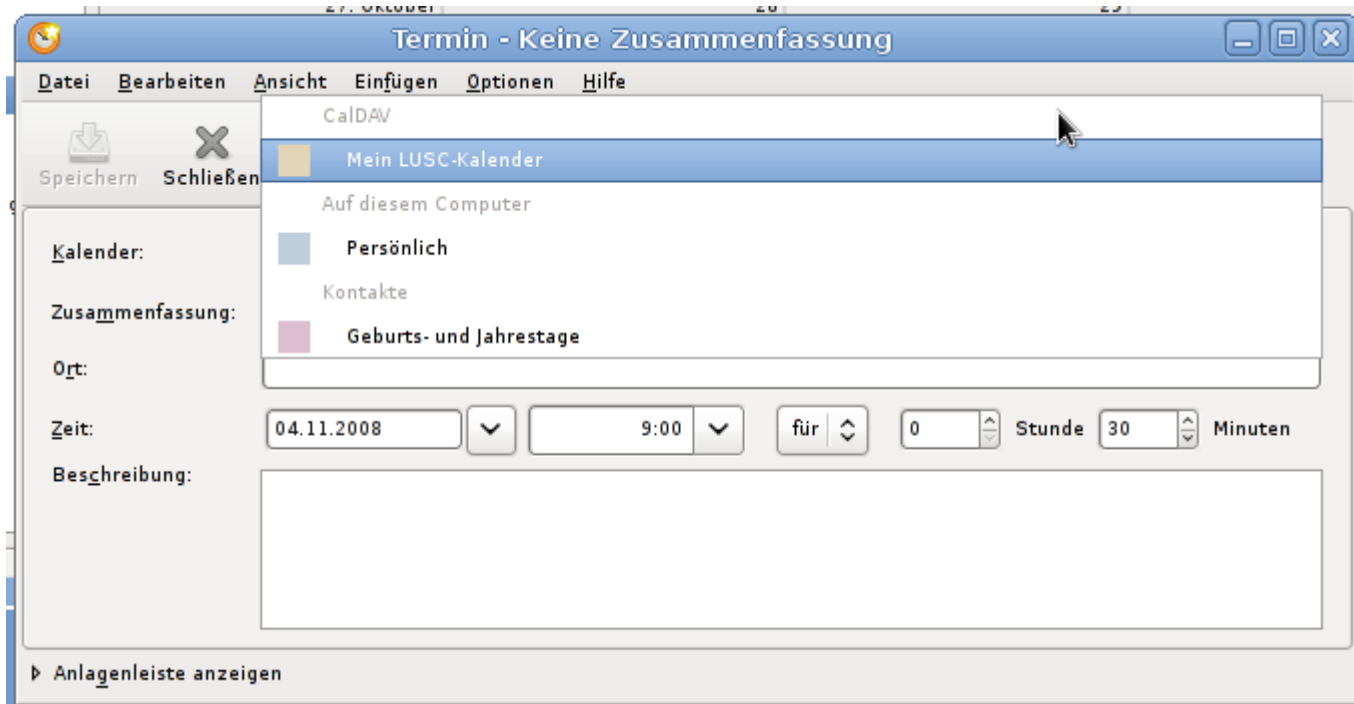 Termin - Keine Zusammenfassung
Datei Bearbeiten Ansicht Einfügen Optionen Hilfe
CalDAV
Mein LUSC-Kalender
Speichern Schließen
Auf diesem Computer
Kalender:
Persönlich
Kontakte
Zusammenfassung:
Geburts- und Jahrestage
Ort:
Zeit: 04.11.2008 9:00 für 0 Stunde 30 Minuten
Beschreibung:
Anlagenleiste anzeigen